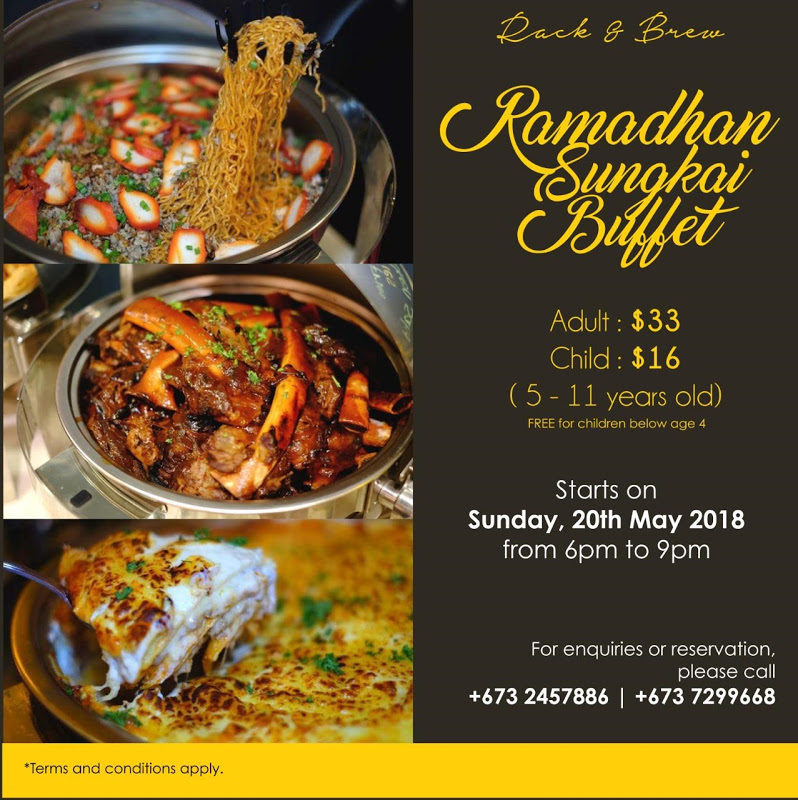 Rack & Brew
Ramadhan
Sungkai
Buffet
Adult : $33
Child : $16
( 5 - 11 years old)
FREE for children below age 4
Starts on
Sunday, 20th May 2018
from 6pm to 9pm
For enquiries or reservation,
please call
+673 2457886 | +673 7299668
*Terms and conditions apply.